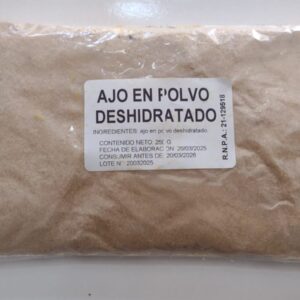 AJO EN POLVO
DESHIDRATADO
INGREDIENTES: ajo en polvo deshidratado
CONTENIDO NETO: 250 G
FECHA DE ELABORACION: 20/03/2025
CONSUMIR ANTES DE: 20/03/2026
LOTE N°: 20032025
R.N.P.A.: 21-129518